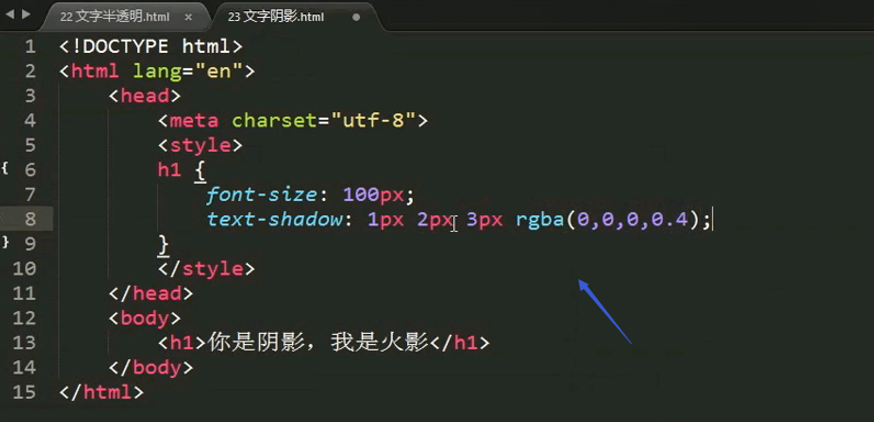 22 文字半透明.html × 23 文字阴影.html
1 <!DOCTYPE html>
2 <html lang="en">
3 <head>
4 <meta charset="utf-8">
5 <style>
{ 6 h1 {
7 font-size: 100px;
8 text-shadow: 1px 2px 3px rgba(0,0,0,0.4);
} 9 }
10 </style>
11 </head>
12 <body>
13 <h1>你是阴影，我是火影</h1>
14 </body>
15 </html>